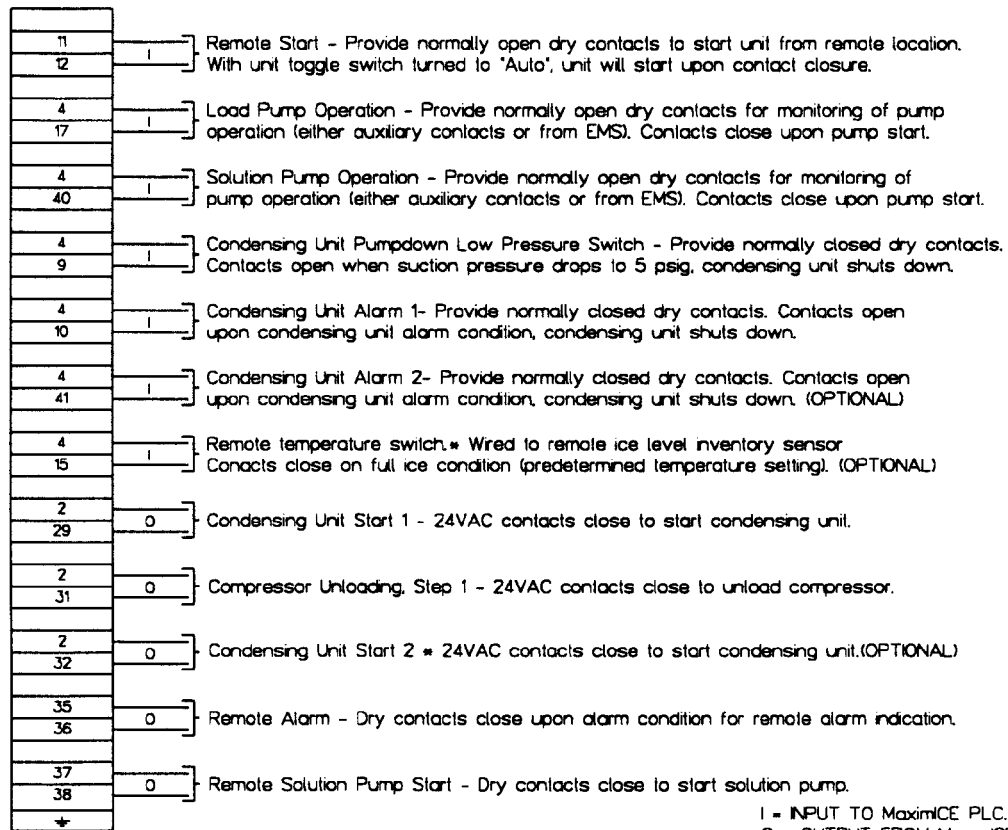 11
12
I
Remote Start - Provide normally open dry contacts to start unit from remote location.
With unit toggle switch turned to "Auto", unit will start upon contact closure.
4
17
I
Load Pump Operation - Provide normally open dry contacts for monitoring of pump
operation (either auxiliary contacts or from EMS). Contacts close upon pump start.
4
40
I
Solution Pump Operation - Provide normally open dry contacts for monitoring of
pump operation (either auxiliary contacts or from EMS). Contacts close upon pump start.
4
9
I
Condensing Unit Pumpdown Low Pressure Switch - Provide normally closed dry contacts.
Contacts open when suction pressure drops to 5 psig, condensing unit shuts down.
4
10
I
Condensing Unit Alarm 1- Provide normally closed dry contacts. Contacts open
upon condensing unit alarm condition, condensing unit shuts down.
4
41
I
Condensing Unit Alarm 2- Provide normally closed dry contacts. Contacts open
upon condensing unit alarm condition, condensing unit shuts down. (OPTIONAL)
4
15
I
Remote temperature switch.* Wired to remote ice level inventory sensor
Conacts close on full ice condition (predetermined temperature setting). (OPTIONAL)
2
29
O
Condensing Unit Start 1 - 24VAC contacts close to start condensing unit.
2
31
O
Compressor Unloading, Step 1 - 24VAC contacts close to unload compressor.
2
32
O
Condensing Unit Start 2 * 24VAC contacts close to start condensing unit.(OPTIONAL)
35
36
O
Remote Alarm - Dry contacts close upon alarm condition for remote alarm indication.
37
38
O
Remote Solution Pump Start - Dry contacts close to start solution pump.
I = INPUT TO MaximICE PLC